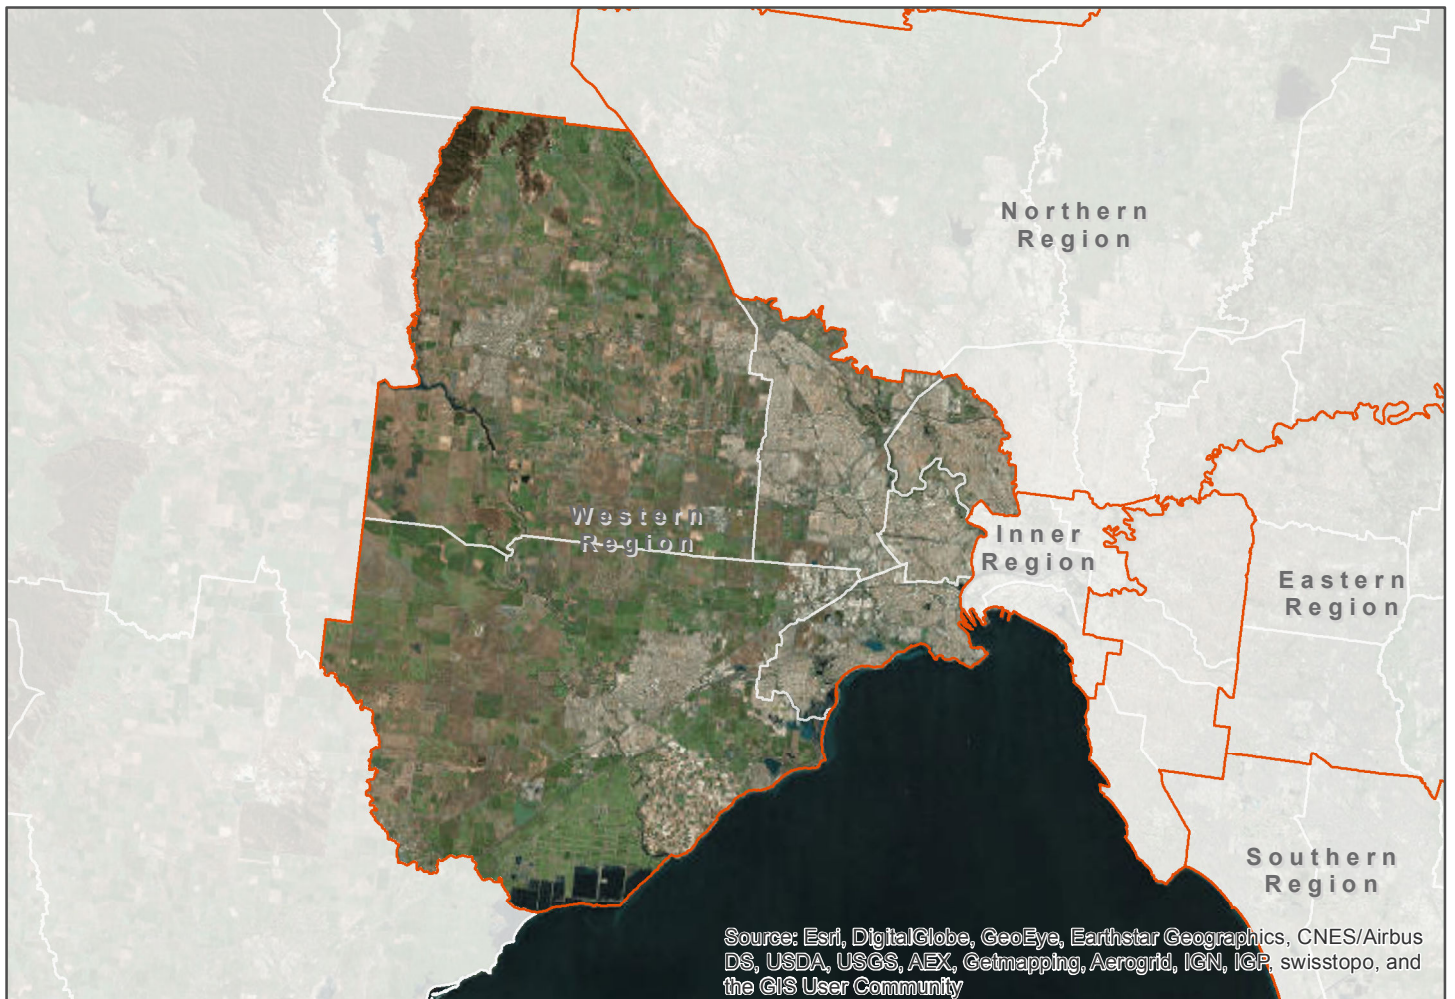 Northern
Region
Western
Region
Inner
Region
Eastern
Region
Southern
Region
Source: Esri, DigitalGlobe, GeoEye, Earthstar Geographics, CNES/Airbus
DS, USDA, USGS, AEX, Getmapping, Aerogrid, IGN, IGP, swisstopo, and
the GIS User Community